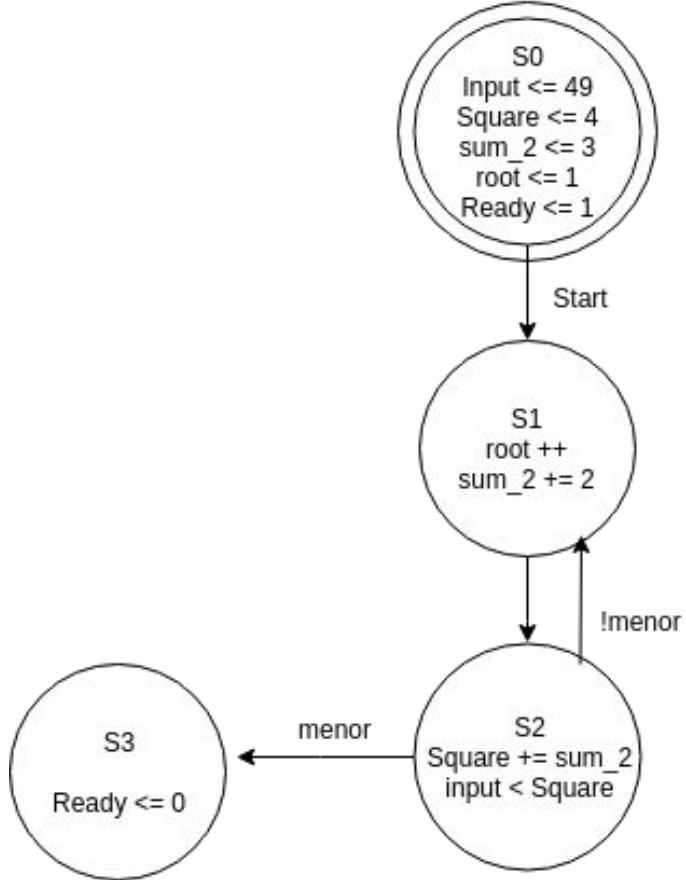 S0
Input <= 49
Square <= 4
sum_2 <= 3
root <= 1
Ready <= 1
Start
S1
root ++
sum_2 += 2
!menor
S2
Square += sum_2
input < Square
menor
S3
Ready <= 0